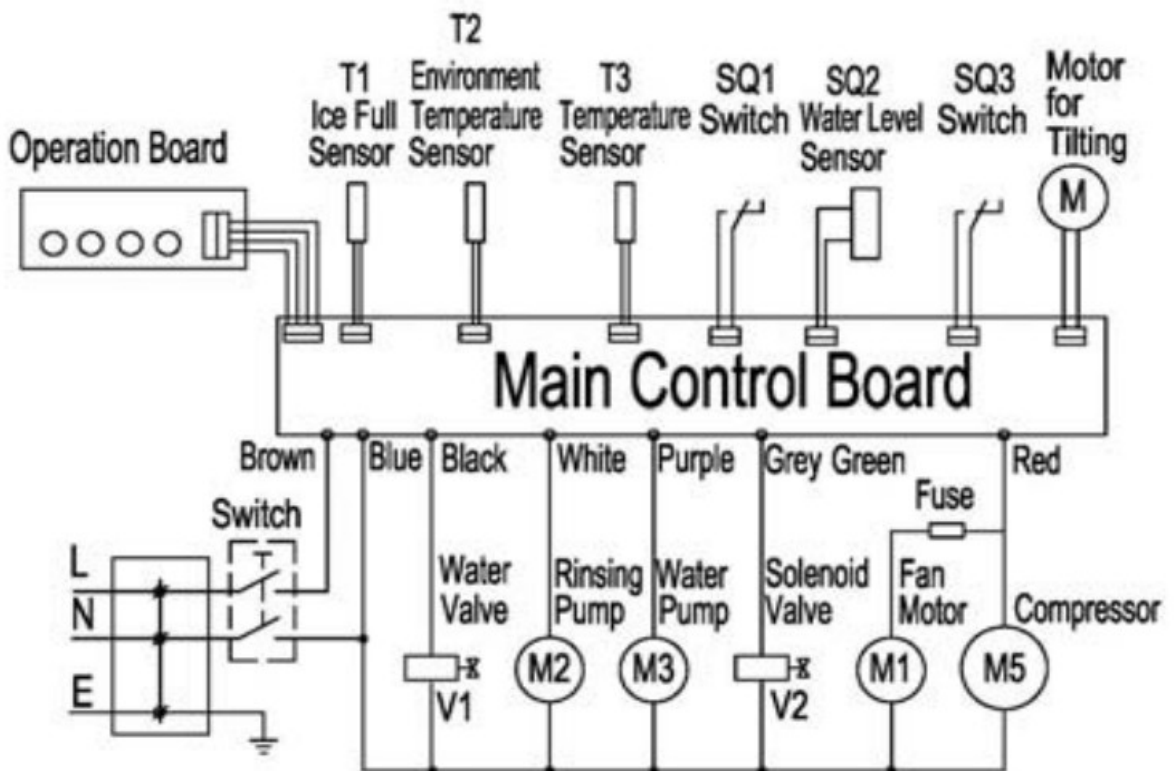 T2
T1 Environment T3 SQ1 SQ2 SQ3 Motor
Ice Full Temperature Temperature Switch Water Level Switch for
Sensor Sensor Sensor Sensor Tilting
Operation Board
M
Main Control Board
Brown Blue Black White Purple Grey Green Red
Switch Fuse
L Water Rinsing Water Solenoid Fan
Valve Pump Pump Valve Motor Compressor
N
M2 M3 M1 M5
E V1 V2